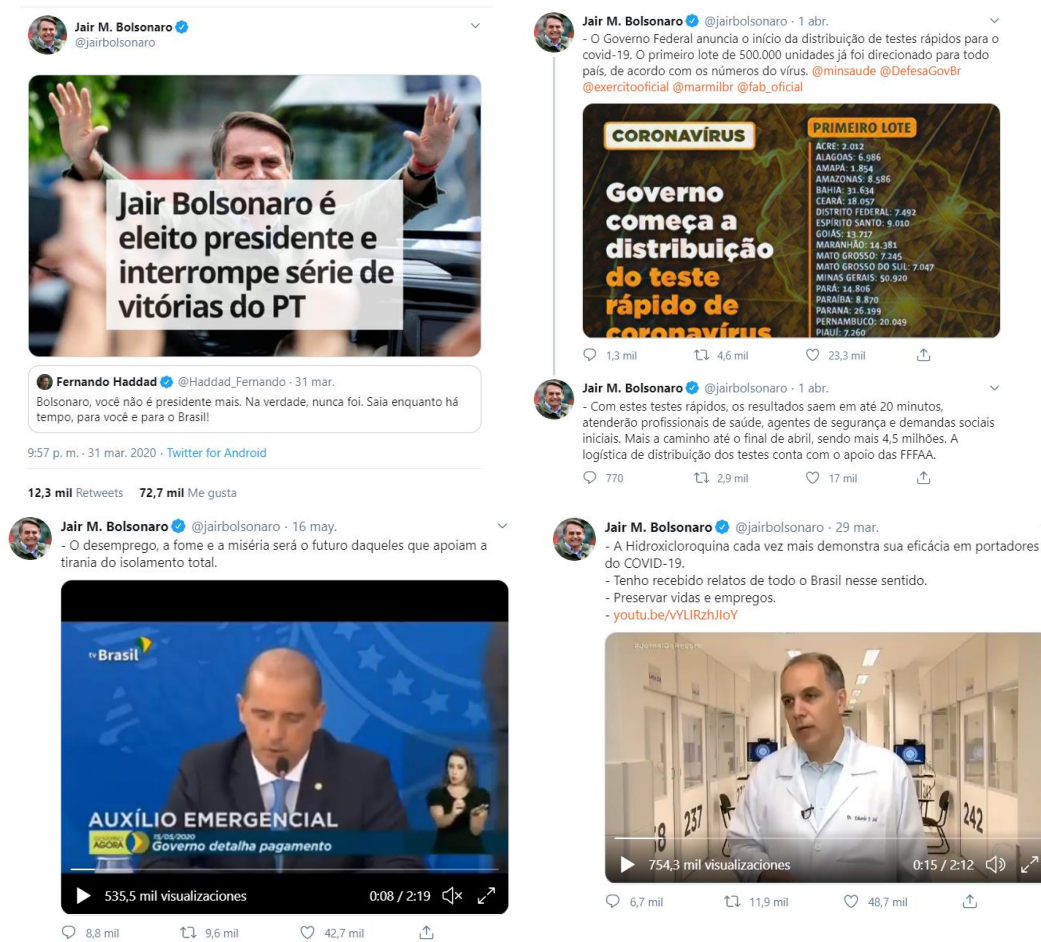 Jair M. Bolsonaro
@jairbolsonaro
Jair Bolsonaro é
eleito presidente e
interrompe série de
vitórias do PT
Fernando Haddad @Haddad_Fernando · 31 mar.
Bolsonaro, você não é presidente mais. Na verdade, nunca foi. Saia enquanto há
tempo, para você e para o Brasil!
9:57 p. m. · 31 mar. 2020 · Twitter for Android
12,3 mil Retweets 72,7 mil Me gusta
Jair M. Bolsonaro @jairbolsonaro · 1 abr.
- O Governo Federal anuncia o início da distribuição de testes rápidos para o
covid-19. O primeiro lote de 500.000 unidades já foi direcionado para todo
país, de acordo com os números do vírus. @minsaude @DefesaGovBr
@exercitooficial @marmilbr @fab_oficial
CORONAVÍRUS
Governo
começa a
distribuição
do teste
rápido de
coronavírus
PRIMEIRO LOTE
ACRE: 2.012
ALAGOAS: 6.986
AMAPÁ: 1.854
AMAZONAS: 8.586
BAHIA: 31.634
CEARÁ: 18.057
DISTRITO FEDERAL: 7.492
ESPÍRITO SANTO: 9.010
GOIÁS: 13.717
MARANHÃO: 14.381
MATO GROSSO: 7.245
MATO GROSSO DO SUL: 7.047
MINAS GERAIS: 50.920
PARÁ: 14.806
PARAÍBA: 8.870
PARANA: 26.199
PERNAMBUCO: 20.049
PIAUÍ: 7.260
1,3 mil 4,6 mil 23,3 mil
Jair M. Bolsonaro @jairbolsonaro · 1 abr.
- Com estes testes rápidos, os resultados saem em até 20 minutos,
atenderão profissionais de saúde, agentes de segurança e demandas sociais
iniciais. Mais a caminho até o final de abril, sendo mais 4,5 milhões. A
logística de distribuição dos testes conta com o apoio das FFFAA.
770 2,9 mil 17 mil
Jair M. Bolsonaro @jairbolsonaro · 16 may.
- O desemprego, a fome e a miséria será o futuro daqueles que apoiam a
tirania do isolamento total.
tv Brasil
AUXÍLIO EMERGENCIAL
GOVERNO
AGORA
15/05/2020
Governo detalha pagamento
535,5 mil visualizaciones 0:08 / 2:19
8,8 mil 9,6 mil 42,7 mil
Jair M. Bolsonaro @jairbolsonaro · 29 mar.
- A Hidroxicloroquina cada vez mais demonstra sua eficácia em portadores
do COVID-19.
- Tenho recebido relatos de todo o Brasil nesse sentido.
- Preservar vidas e empregos.
- youtu.be/vYLIRzhJIoY
237
242
754,3 mil visualizaciones 0:15 / 2:12
6,7 mil 11,9 mil 48,7 mil